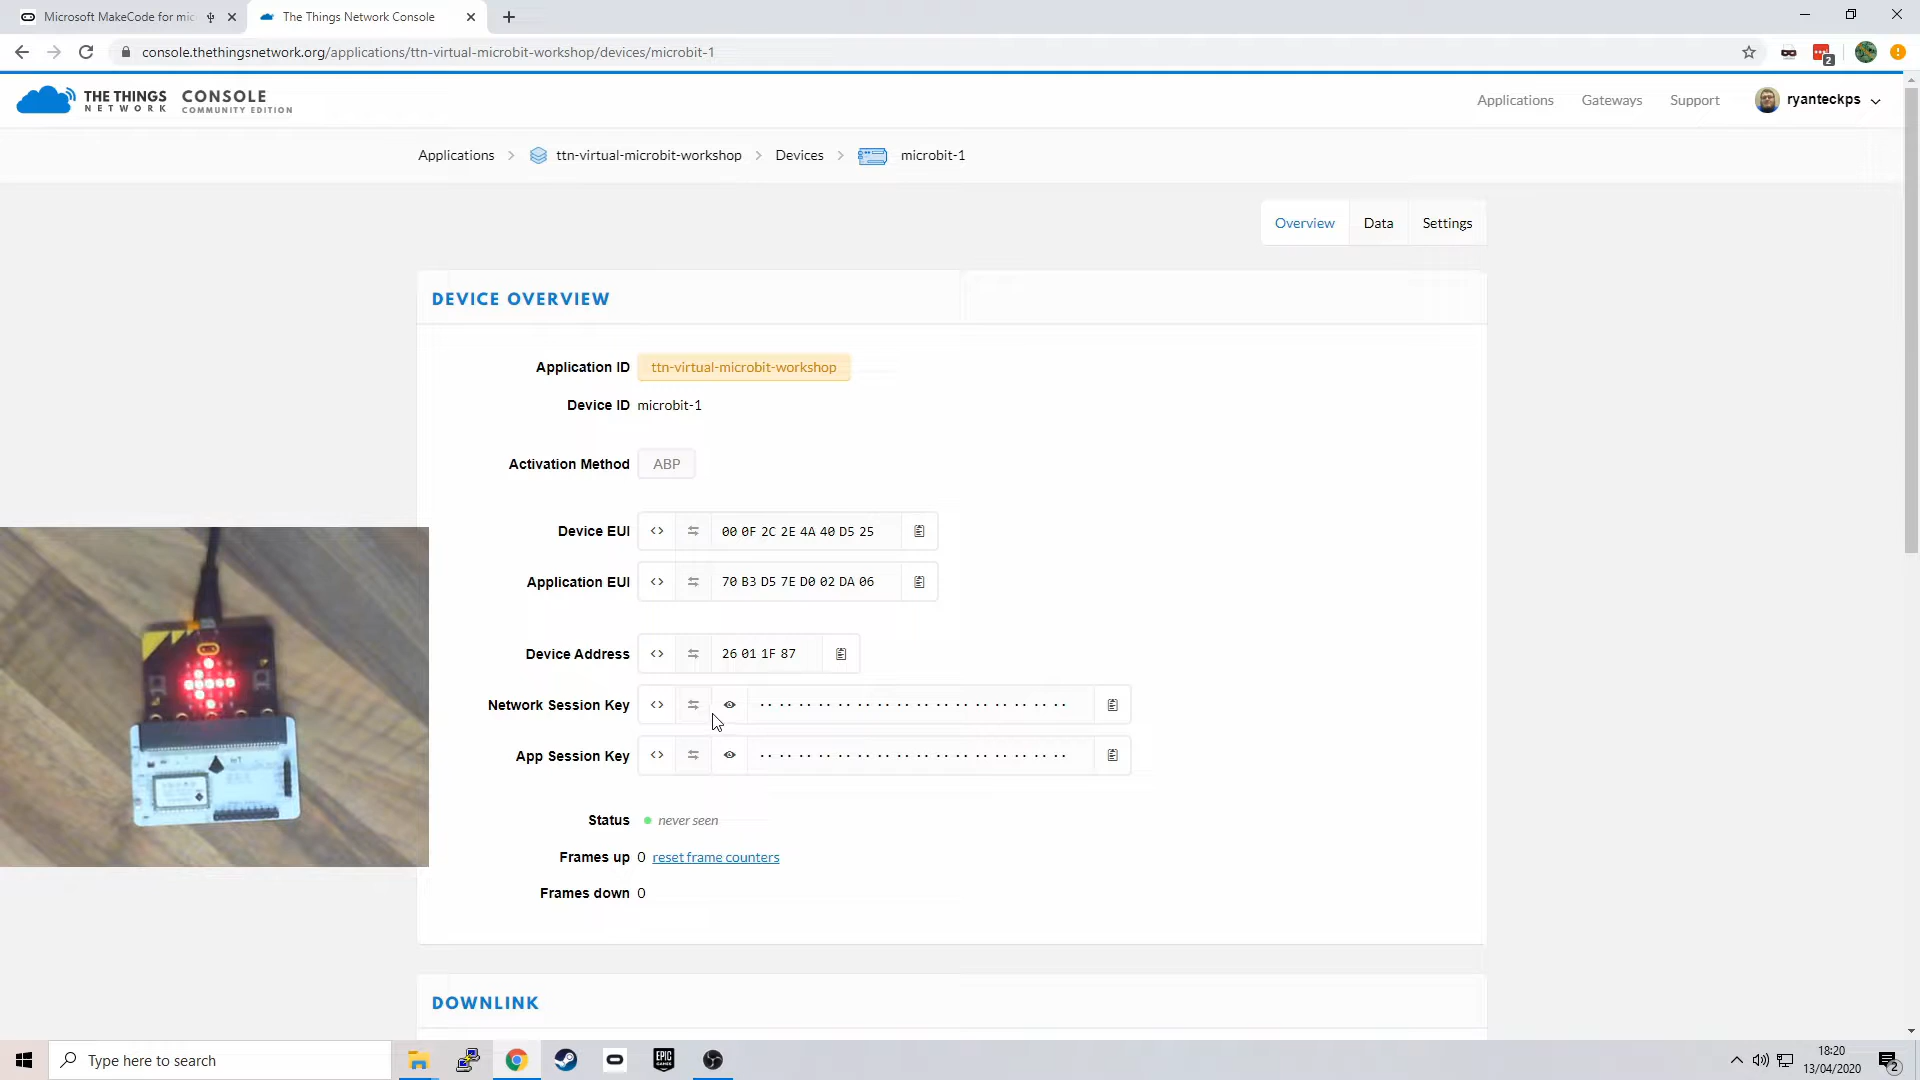 Microsoft MakeCode for mic
The Things Network Console
console.thethingsnetwork.org/applications/ttn-virtual-microbit-workshop/devices/microbit-1
2
THE THINGS NETWORK
CONSOLE
COMMUNITY EDITION
Applications
Gateways
Support
ryanteckps
Applications
ttn-virtual-microbit-workshop
Devices
microbit-1
Overview
Data
Settings
DEVICE OVERVIEW
Application ID ttn-virtual-microbit-workshop
Device ID microbit-1
Activation Method ABP
Device EUI <> 00 0F 2C 2E 4A 40 D5 25
Application EUI <> 70 B3 D5 7E D0 02 DA 06
Device Address <> 26 01 1F 87
Network Session Key <>
App Session Key <>
Status never seen
Frames up 0 reset frame counters
Frames down 0
DOWNLINK
Type here to search
EPIC GAMES
18:20
13/04/2020
2